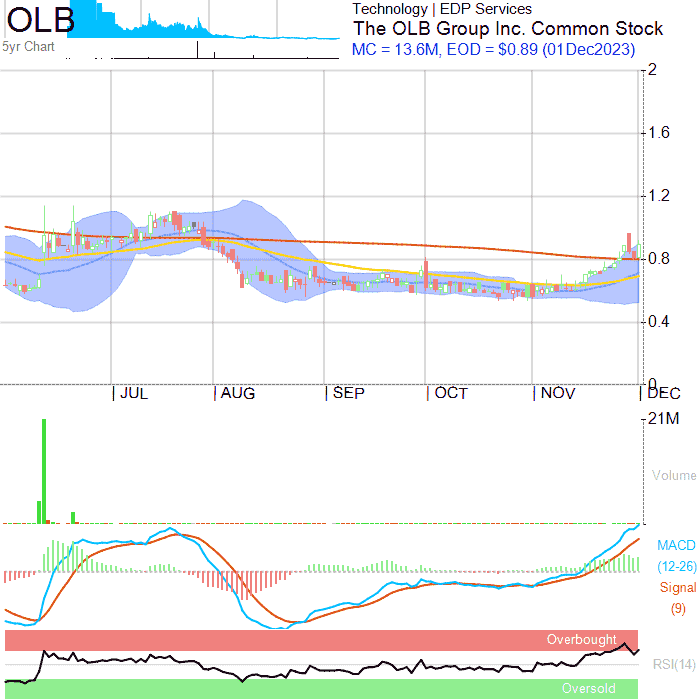 OLB
5yr Chart
Technology | EDP Services
The OLB Group Inc. Common Stock
MC = 13.6M, EOD = $0.89 (01Dec2023)
2
1.6
1.2
0.8
0.4
0
JUL
AUG
SEP
OCT
NOV
DEC
21M
Volume
MACD
(12-26)
Signal
(9)
Overbought
RSI(14)
Oversold